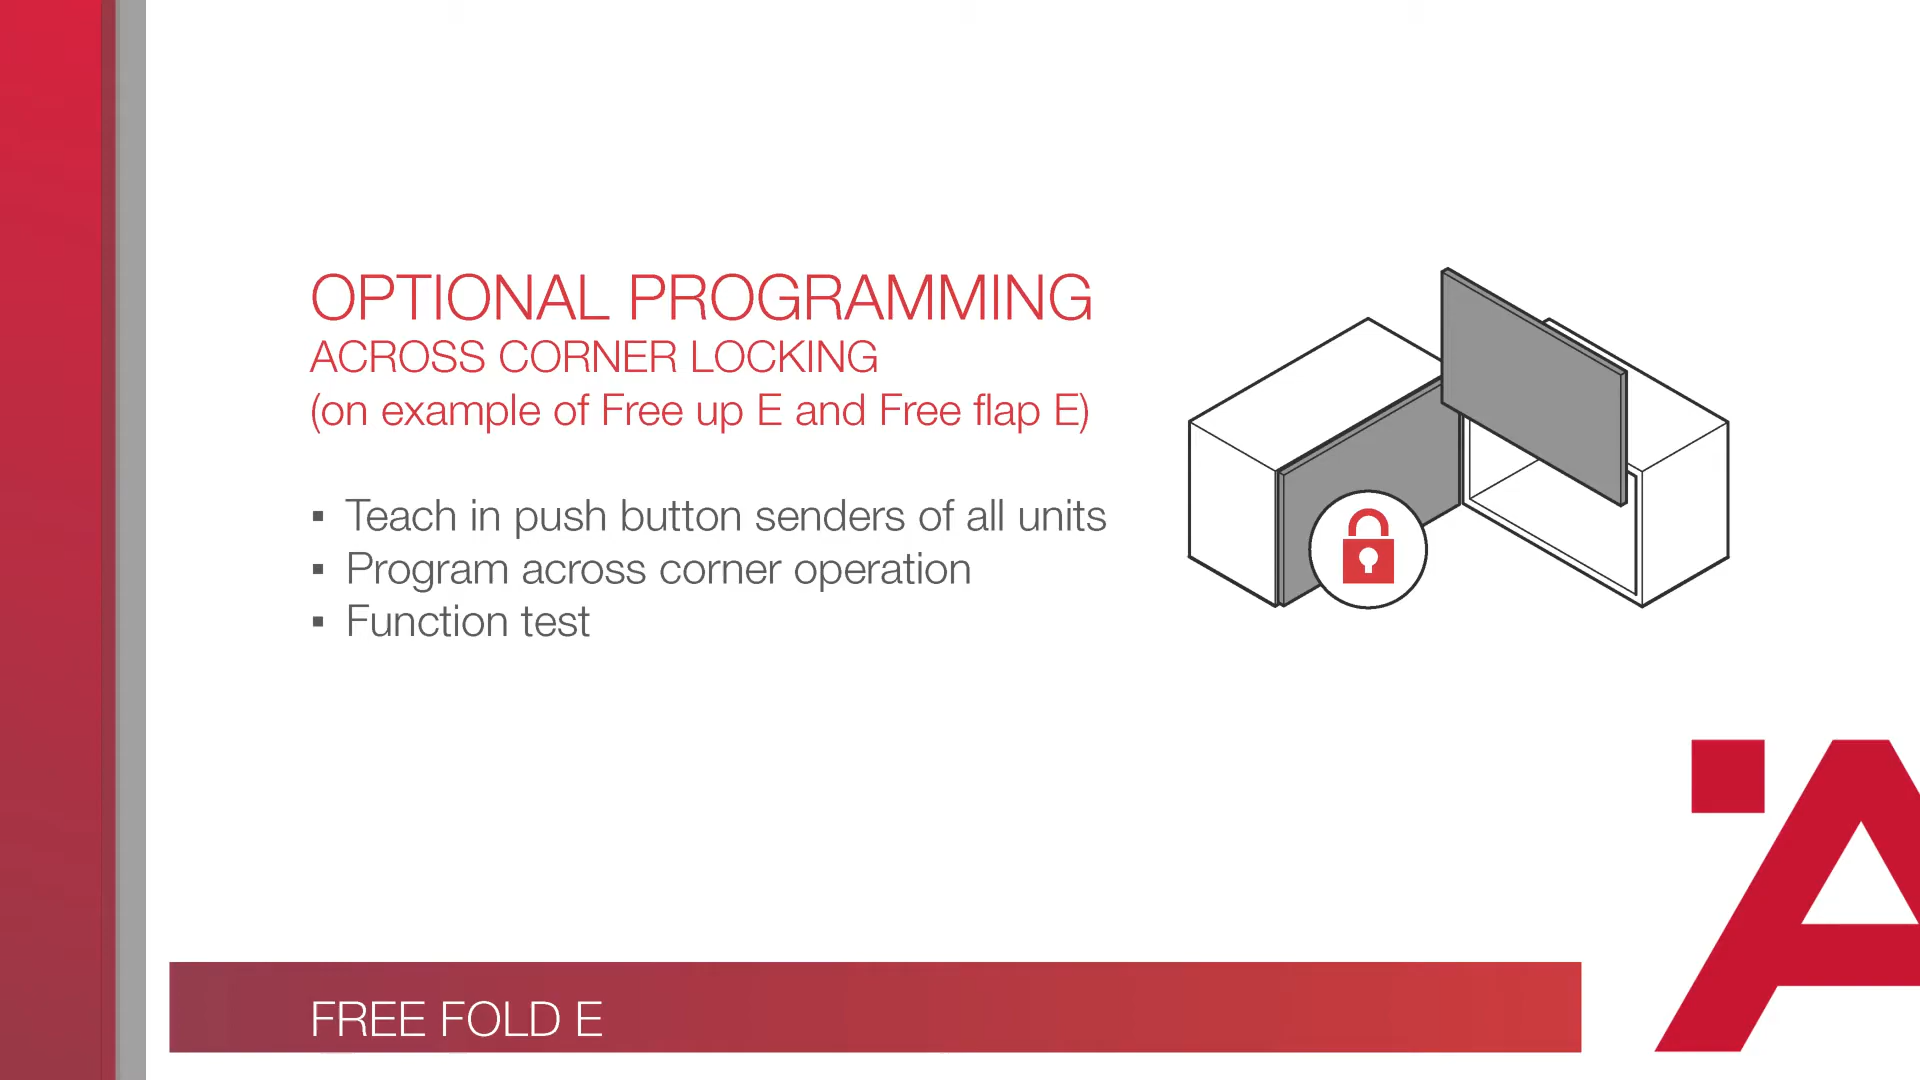 OPTIONAL PROGRAMMING
ACROSS CORNER LOCKING
(on example of Free up E and Free flap E)
▪ Teach in push button senders of all units
▪ Program across corner operation
▪ Function test
FREE FOLD E